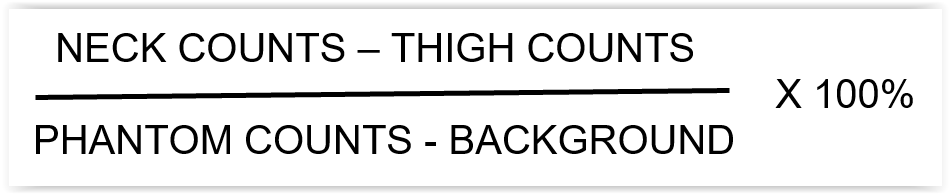 NECK COUNTS – THIGH COUNTS
X 100%
PHANTOM COUNTS - BACKGROUND